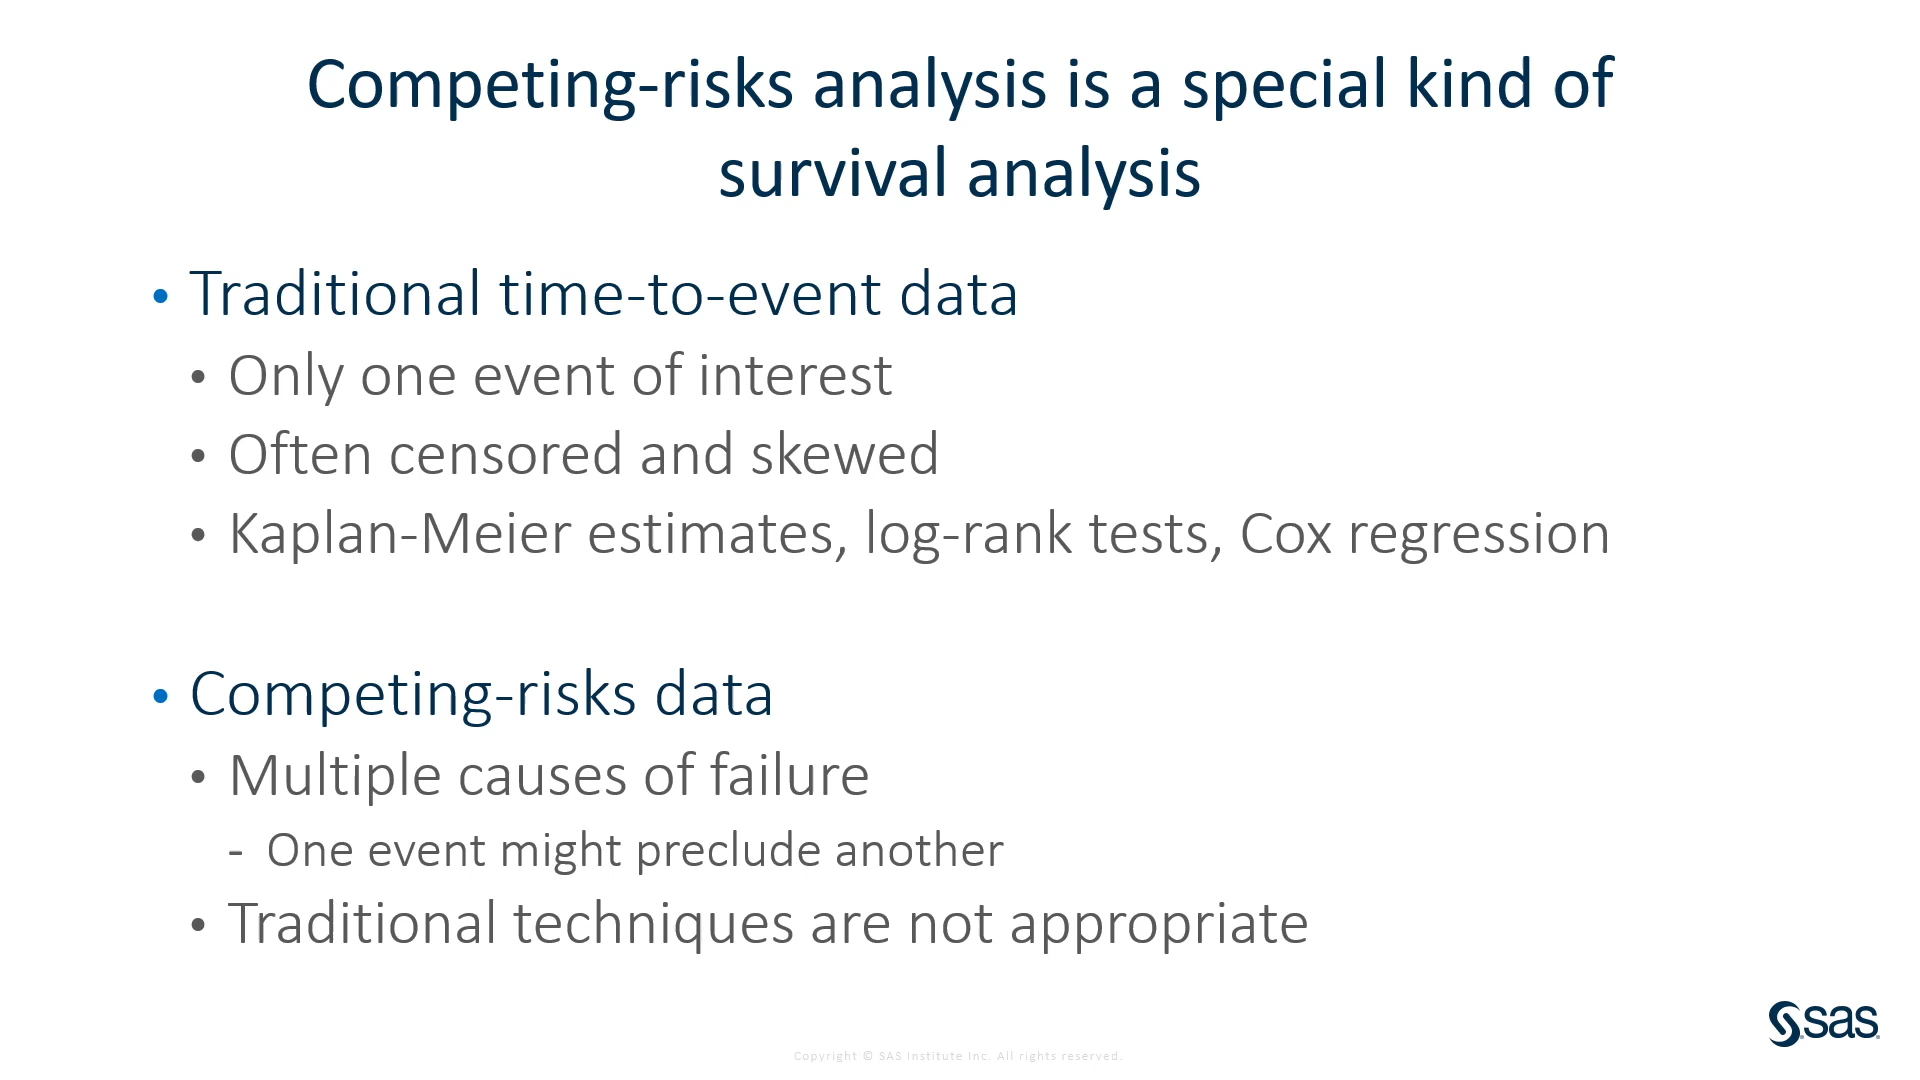 Competing-risks analysis is a special kind of
survival analysis
• Traditional time-to-event data
• Only one event of interest
• Often censored and skewed
• Kaplan-Meier estimates, log-rank tests, Cox regression
• Competing-risks data
• Multiple causes of failure
- One event might preclude another
• Traditional techniques are not appropriate
sas
Copyright © SAS Institute Inc. All rights reserved.